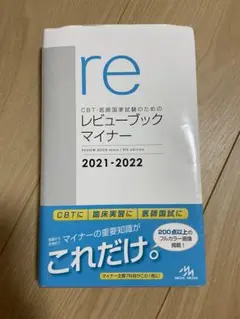 re
CBT・医師国家試験のための
レビューブック
マイナー
REVIEW BOOK minor / 9th edition
2021-2022
CBTに
臨床実習に
医師国試に
マイナーの重要知識が
これだけ。
200点以上の
フルカラー画像
掲載!